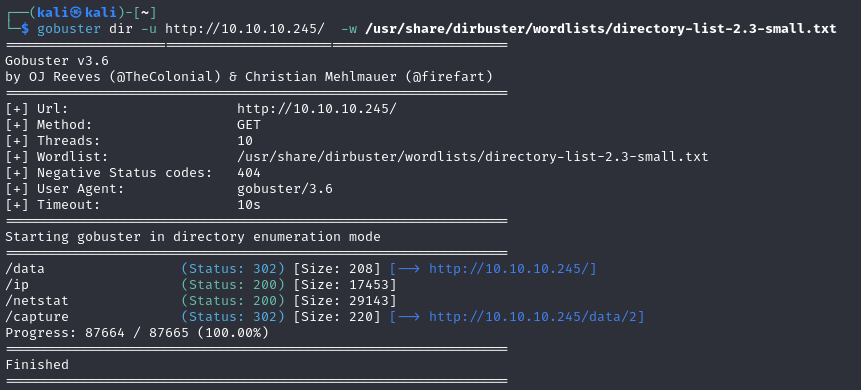 ┌──(kali㉿kali)-[~]
└─$ gobuster dir -u http://10.10.10.245/  -w /usr/share/dirbuster/wordlists/directory-list-2.3-small.txt
===============================================================
Gobuster v3.6
by OJ Reeves (@TheColonial) & Christian Mehlmauer (@firefart)
===============================================================
[+] Url:                     http://10.10.10.245/
[+] Method:                  GET
[+] Threads:                 10
[+] Wordlist:                /usr/share/dirbuster/wordlists/directory-list-2.3-small.txt
[+] Negative Status codes:   404
[+] User Agent:              gobuster/3.6
[+] Timeout:                 10s
===============================================================
Starting gobuster in directory enumeration mode
===============================================================
/data                 (Status: 302) [Size: 208] [--> http://10.10.10.245/]
/ip                   (Status: 200) [Size: 17453]
/netstat              (Status: 200) [Size: 29143]
/capture              (Status: 302) [Size: 220] [--> http://10.10.10.245/data/2]
Progress: 87664 / 87665 (100.00%)
===============================================================
Finished
===============================================================